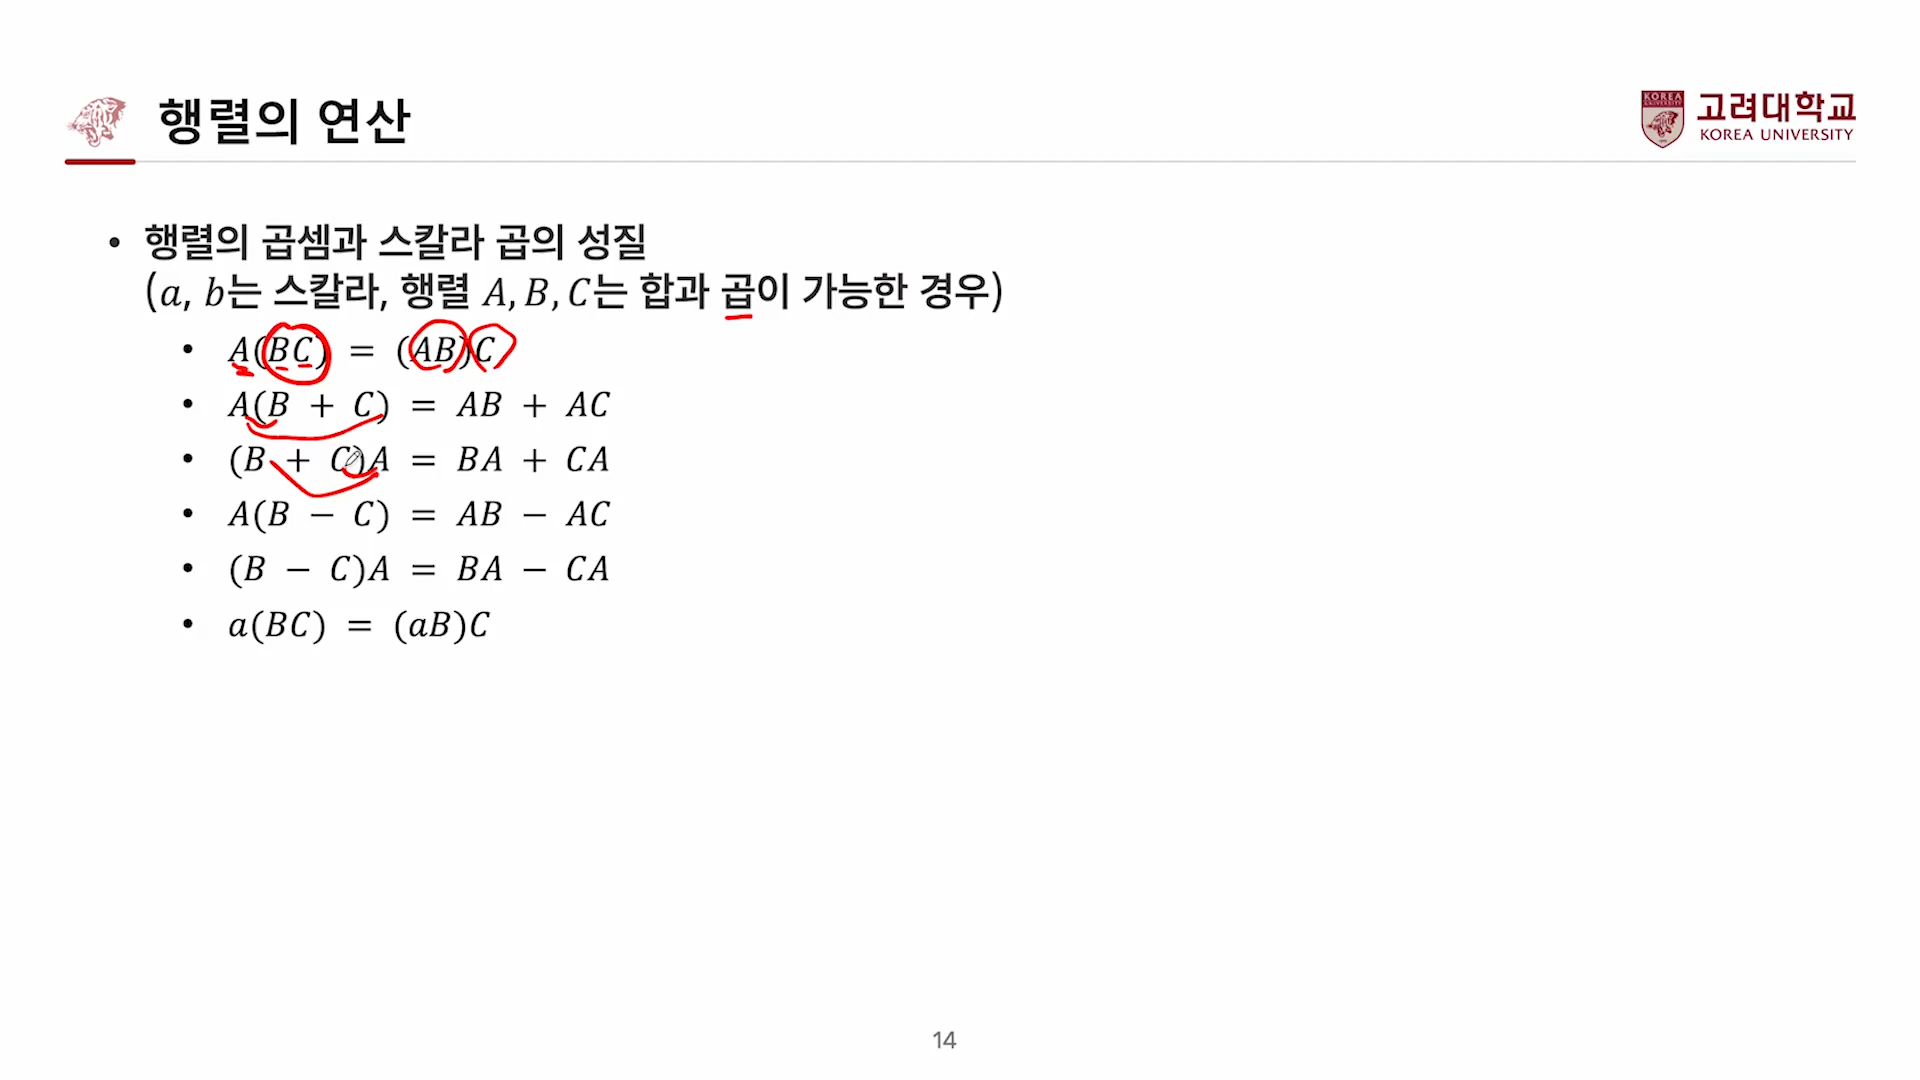 행렬의 연산
KOREA
UNIVERSITY
고려대학교
KOREA UNIVERSITY
• 행렬의 곱셈과 스칼라 곱의 성질
(a, b는 스칼라, 행렬 A, B, C는 합과 곱이 가능한 경우)
• A(BC) = (AB)C
• A(B + C) = AB + AC
• (B + C)A = BA + CA
• A(B − C) = AB − AC
• (B − C)A = BA − CA
• a(BC) = (aB)C
14